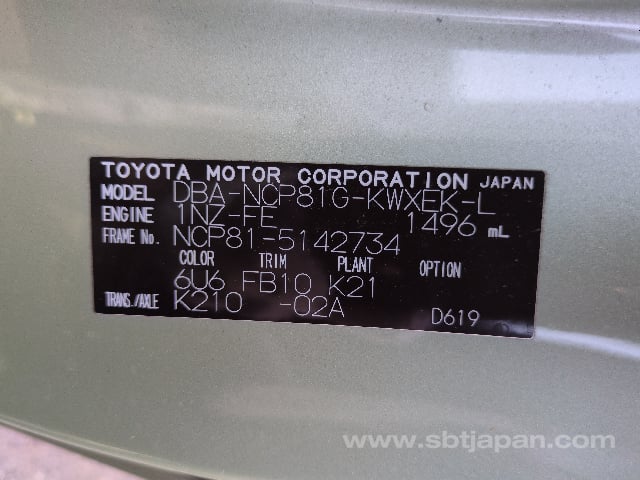 TOYOTA MOTOR CORPORATION JAPAN
MODEL DBA-NCP81G-KWXEK-L
ENGINE 1NZ-FE 1496 mL
FRAME No. NCP81-5142734
COLOR TRIM PLANT OPTION
6U6 FB10 K21
TRANS./AXLE K210 -02A
D619
www.sbtjapan.com